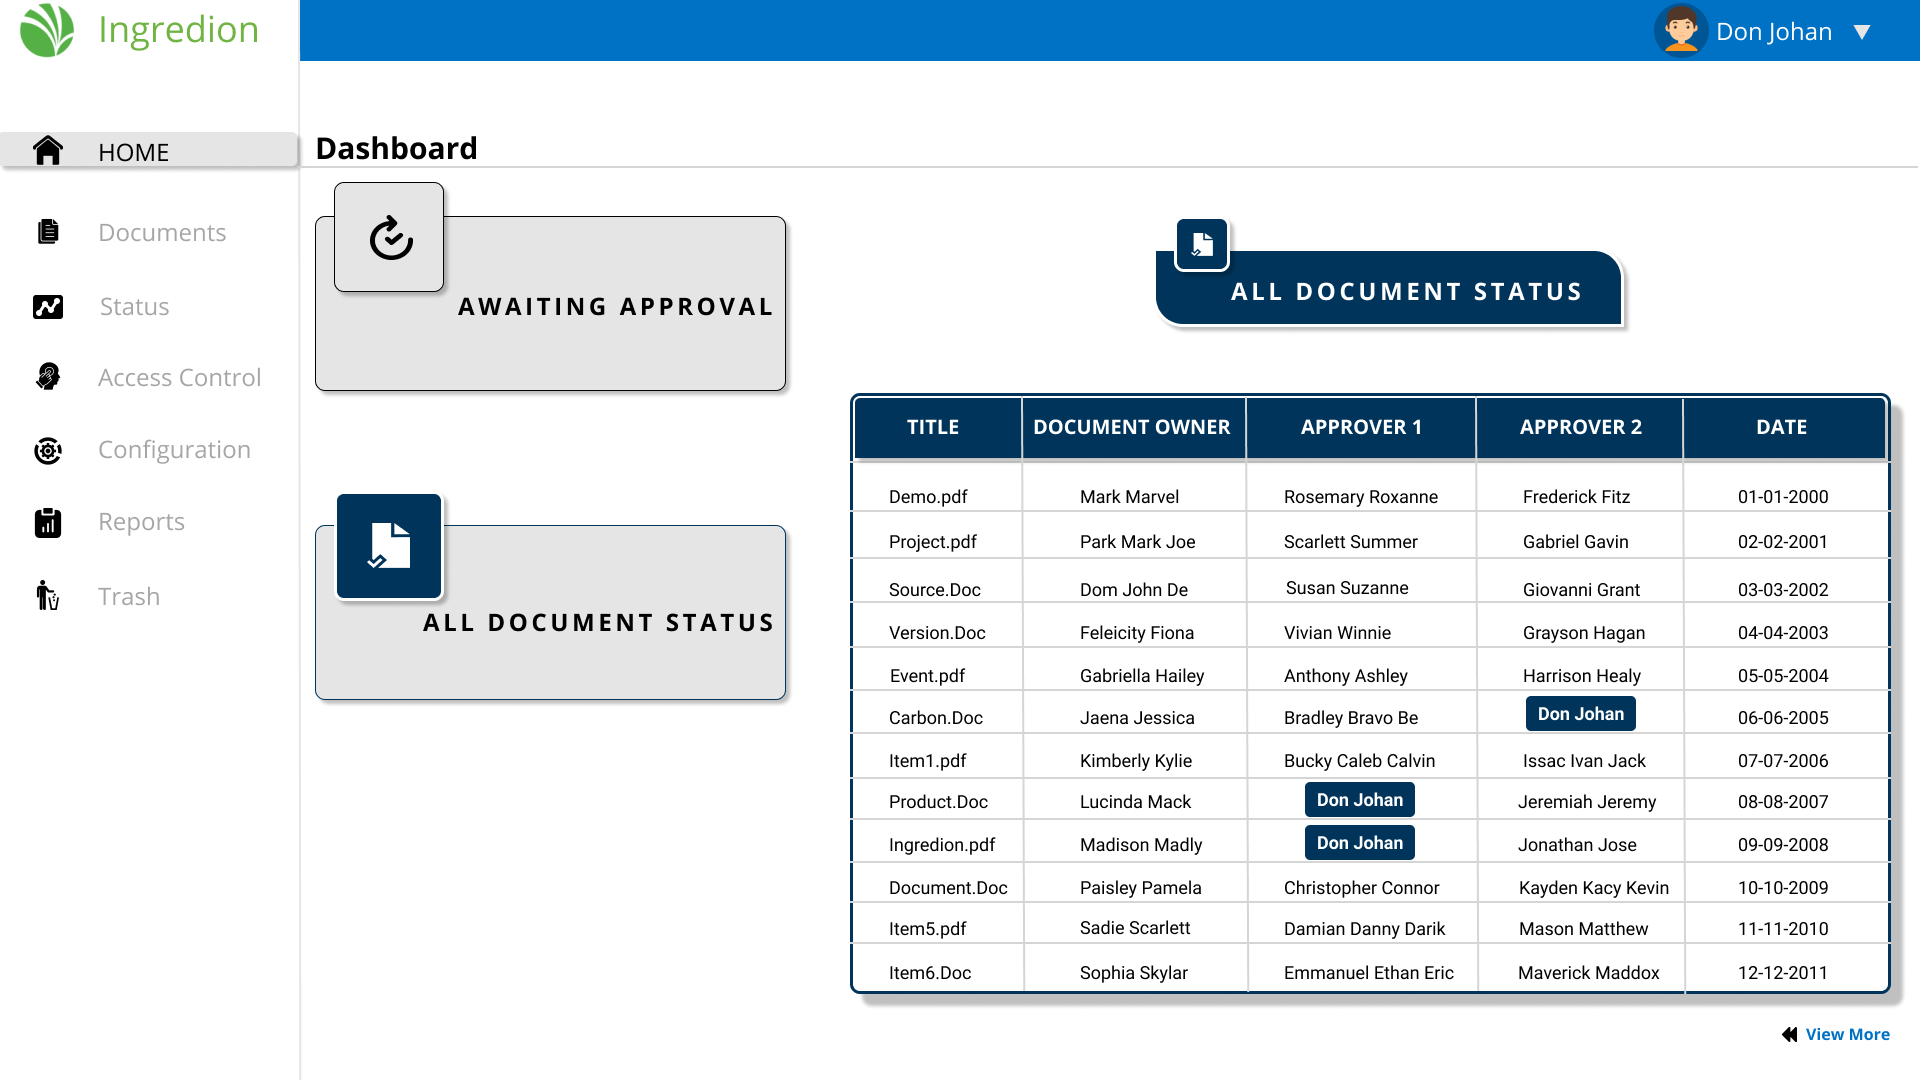 Ingredion
Don Johan
HOME
Documents
Status
Access Control
Configuration
Reports
Trash
Dashboard
AWAITING APPROVAL
ALL DOCUMENT STATUS
ALL DOCUMENT STATUS
TITLE DOCUMENT OWNER APPROVER 1 APPROVER 2 DATE
Demo.pdf Mark Marvel Rosemary Roxanne Frederick Fitz 01-01-2000
Project.pdf Park Mark Joe Scarlett Summer Gabriel Gavin 02-02-2001
Source.Doc Dom John De Susan Suzanne Giovanni Grant 03-03-2002
Version.Doc Feleicity Fiona Vivian Winnie Grayson Hagan 04-04-2003
Event.pdf Gabriella Hailey Anthony Ashley Harrison Healy 05-05-2004
Carbon.Doc Jaena Jessica Bradley Bravo Be Don Johan 06-06-2005
Item1.pdf Kimberly Kylie Bucky Caleb Calvin Issac Ivan Jack 07-07-2006
Product.Doc Lucinda Mack Don Johan Jeremiah Jeremy 08-08-2007
Ingredion.pdf Madison Madly Don Johan Jonathan Jose 09-09-2008
Document.Doc Paisley Pamela Christopher Connor Kayden Kacy Kevin 10-10-2009
Item5.pdf Sadie Scarlett Damian Danny Darik Mason Matthew 11-11-2010
Item6.Doc Sophia Skylar Emmanuel Ethan Eric Maverick Maddox 12-12-2011
View More